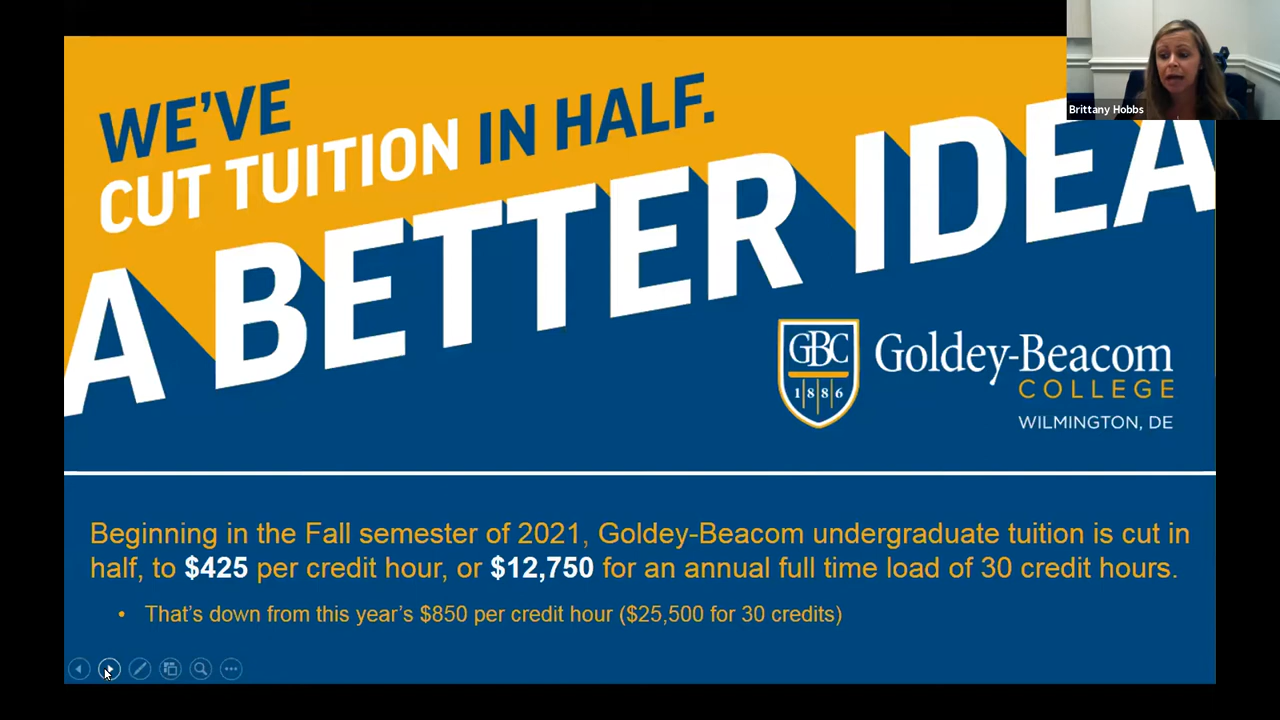 Brittany Hobbs
WE'VE
CUT TUITION IN HALF.
A BETTER IDEA
GBC
1886
Goldey-Beacom
COLLEGE
WILMINGTON, DE
Beginning in the Fall semester of 2021, Goldey-Beacom undergraduate tuition is cut in
half, to $425 per credit hour, or $12,750 for an annual full time load of 30 credit hours.
• That's down from this year's $850 per credit hour ($25,500 for 30 credits)